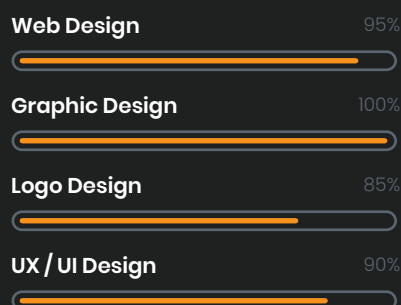 Web Design 95%
Graphic Design 100%
Logo Design 85%
UX / UI Design 90%